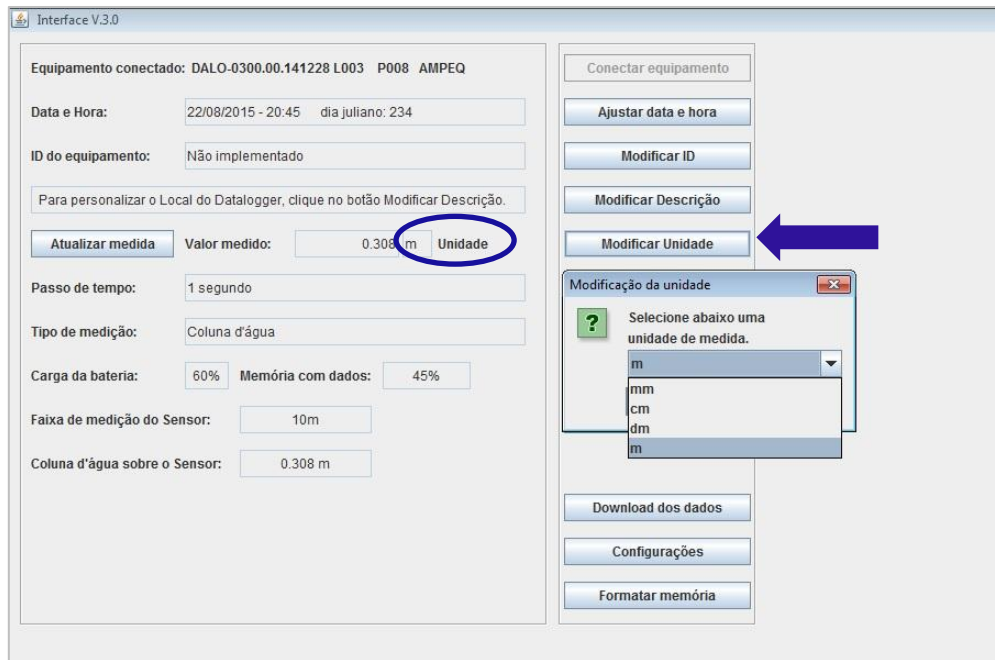 Interface V.3.0
Equipamento conectado: DALO-0300.00.141228 L003 P008 AMPEQ
Data e Hora: 22/08/2015 - 20:45 dia juliano: 234
ID do equipamento: Não implementado
Para personalizar o Local do Datalogger, clique no botão Modificar Descrição.
Atualizar medida Valor medido: 0.308 m Unidade
Passo de tempo: 1 segundo
Tipo de medição: Coluna d'água
Carga da bateria: 60% Memória com dados: 45%
Faixa de medição do Sensor: 10m
Coluna d'água sobre o Sensor: 0.308 m
Conectar equipamento
Ajustar data e hora
Modificar ID
Modificar Descrição
Modificar Unidade
Modificação da unidade
Selecione abaixo uma
unidade de medida.
m
mm
cm
dm
m
Download dos dados
Configurações
Formatar memória